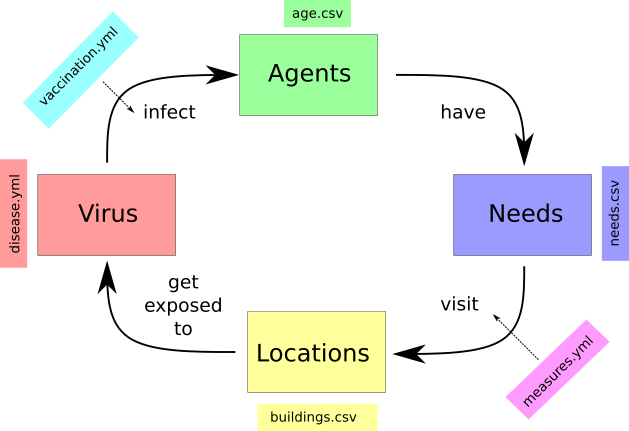 age.csv
vaccination.yml
Agents
infect
have
disease.yml
Virus
Needs
needs.csv
get
exposed
to
visit
Locations
measures.yml
buildings.csv